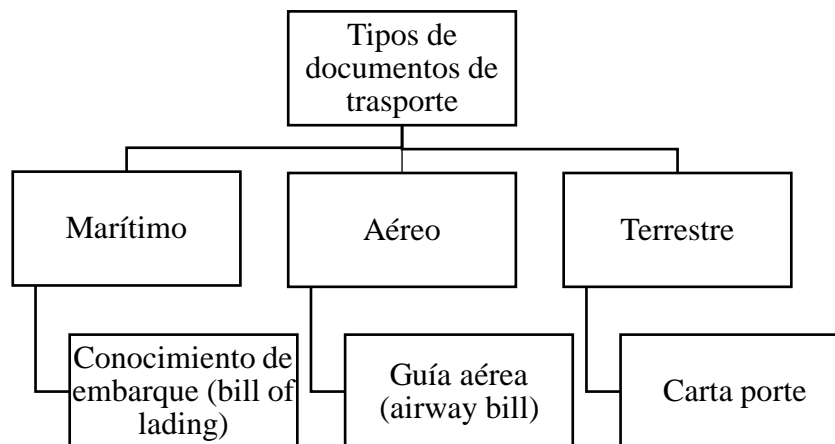 Tipos de
documentos de
trasporte
Marítimo
Aéreo
Terrestre
Conocimiento de
embarque (bill of
lading)
Guía aérea
(airway bill)
Carta porte